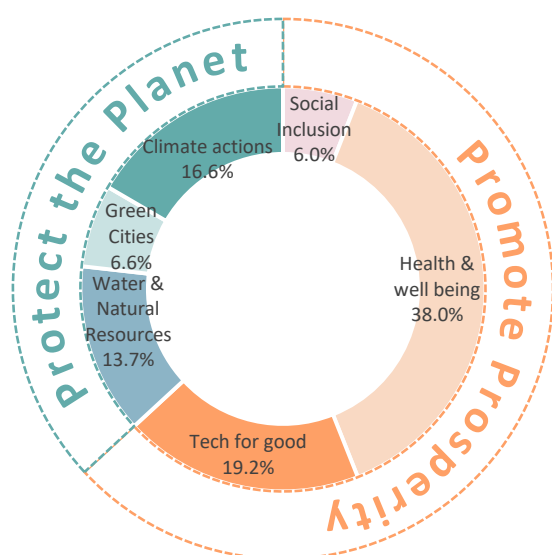 Protect the Planet
Promote Prosperity
Social
Inclusion
6.0%
Health &
well being
38.0%
Tech for good
19.2%
Water &
Natural
Resources
13.7%
Green
Cities
6.6%
Climate actions
16.6%